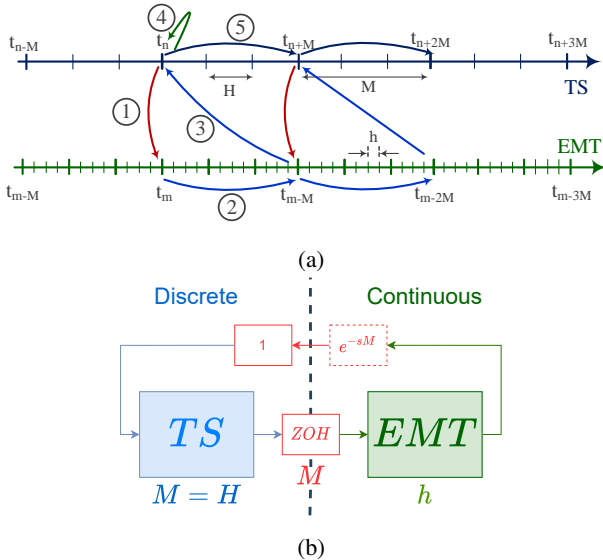 ④
t_{n-M} t_n ⑤ t_{n+M} t_{n+2M} t_{n+3M}
H M TS
① ③ h EMT
t_{m-M} t_m ② t_{m-M} t_{m-2M} t_{m-3M}
(a)
Discrete Continuous
1 e^{-sM}
TS ZOH EMT
M = H M h
(b)